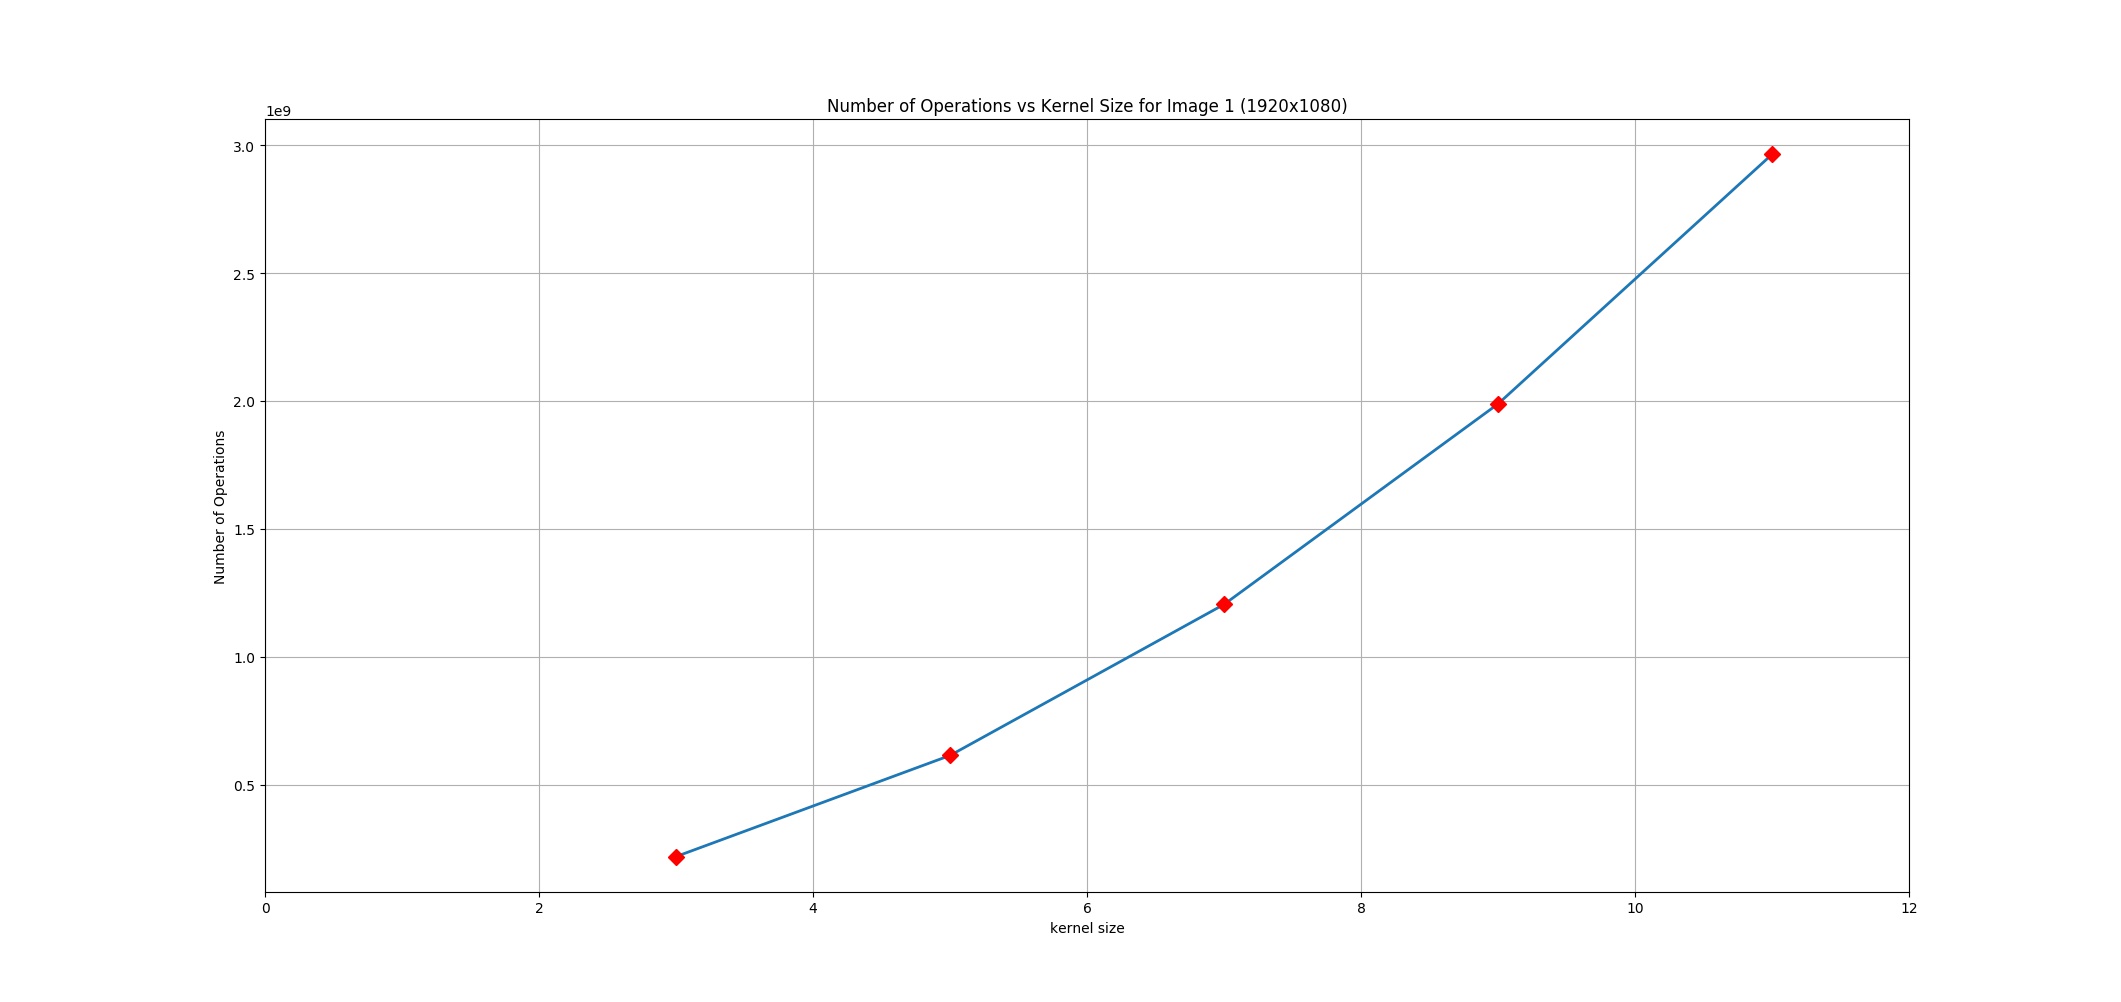 Number of Operations vs Kernel Size for Image 1 (1920x1080)
1e9
3.0
2.5
2.0
1.5
1.0
0.5
Number of Operations
0 2 4 6 8 10 12
kernel size